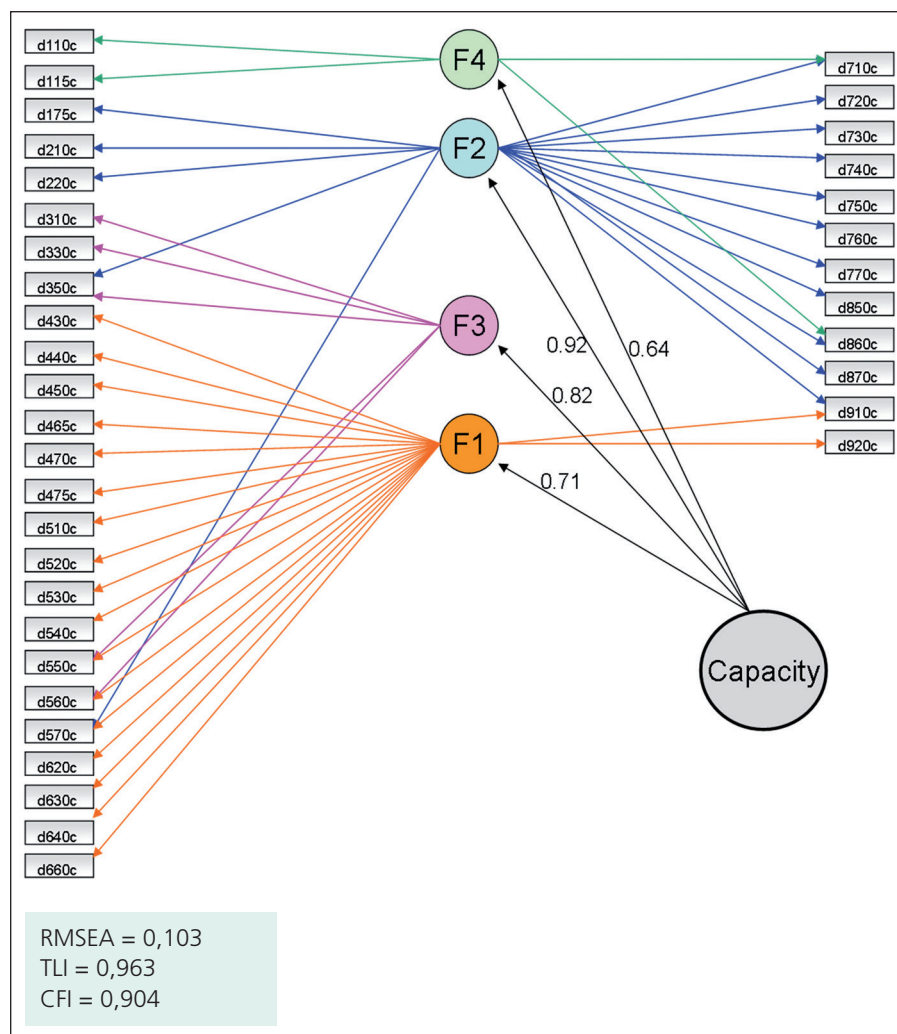 d110c
d115c
d175c
d210c
d220c
d310c
d330c
d350c
d430c
d440c
d450c
d465c
d470c
d475c
d510c
d520c
d530c
d540c
d550c
d560c
d570c
d620c
d630c
d640c
d660c
F4
F2
F3
F1
0.92
0.64
0.82
0.71
Capacity
d710c
d720c
d730c
d740c
d750c
d760c
d770c
d850c
d860c
d870c
d910c
d920c
RMSEA = 0,103
TLI = 0,963
CFI = 0,904